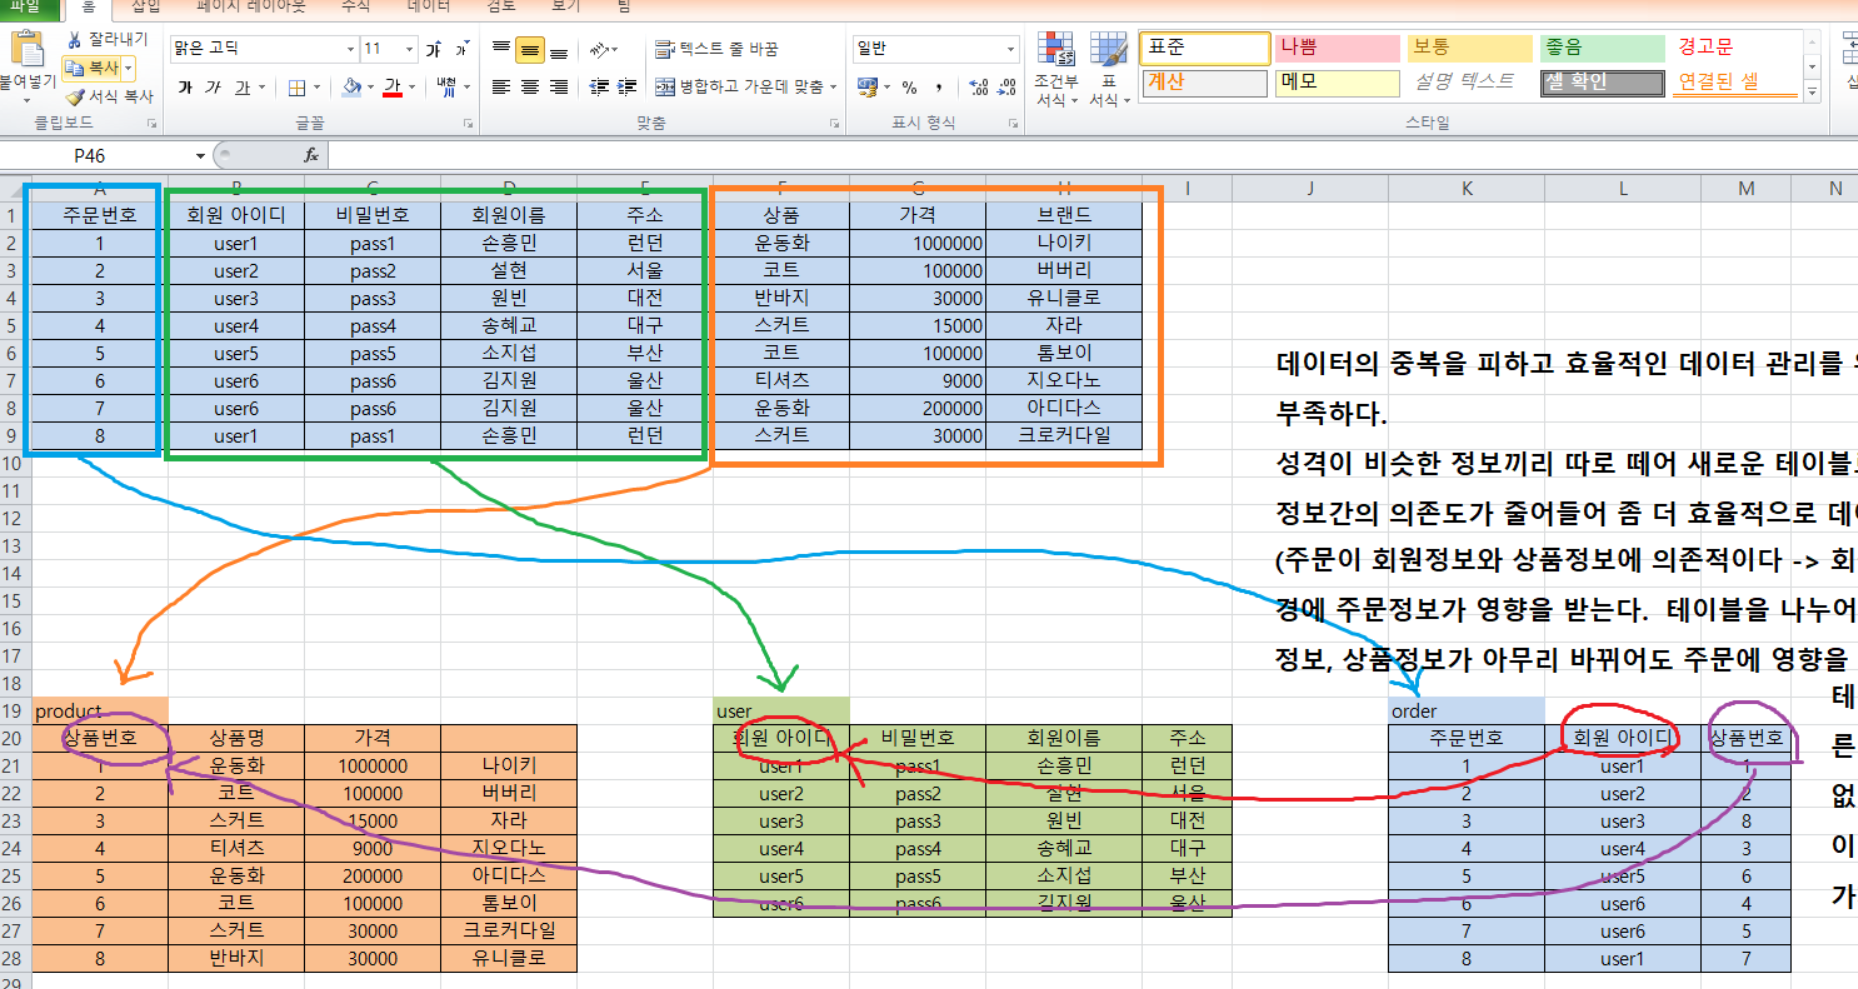 파일 홈 삽입 페이지 레이아웃 수식 데이터 검토 보기 팀
붙여넣기
잘라내기
복사
서식 복사
클립보드
맑은 고딕 11 가 가
가 가 가 가 내천
글꼴
텍스트 줄 바꿈
병합하고 가운데 맞춤
맞춤
일반
% ,
표시 형식
조건부 서식
표 서식
표준 나쁨 보통 좋음 경고문
계산 메모 설명 텍스트 셀 확인 연결된 셀
스타일
P46 fx
A B C D E F G H I J K L M N
1 주문번호 회원 아이디 비밀번호 회원이름 주소 상품 가격 브랜드
2 1 user1 pass1 손흥민 런던 운동화 1000000 나이키
3 2 user2 pass2 설현 서울 코트 100000 버버리
4 3 user3 pass3 원빈 대전 반바지 30000 유니클로
5 4 user4 pass4 송혜교 대구 스커트 15000 자라
6 5 user5 pass5 소지섭 부산 코트 100000 톰보이
7 6 user6 pass6 김지원 울산 티셔츠 9000 지오다노
8 7 user6 pass6 김지원 울산 운동화 200000 아디다스
9 8 user1 pass1 손흥민 런던 스커트 30000 크로커다일
데이터의 중복을 피하고 효율적인 데이터 관리를
부족하다.
성격이 비슷한 정보끼리 따로 떼어 새로운
정보간의 의존도가 줄어들어 좀 더 효율적으로
(주문이 회원정보와 상품정보에 의존적이다 -> 회
경에 주문정보가 영향을 받는다. 테이블을 나누어
정보, 상품정보가 아무리 바뀌어도 주문에 영향을
테
른
없
이
가
10
11
12
13
14
15
16
17
18
19 product user order
20 상품번호 상품명 가격 회원 아이디 비밀번호 회원이름 주소 주문번호 회원 아이디 상품번호
21 1 운동화 1000000 나이키 user1 pass1 손흥민 런던 1 user1 1
22 2 코트 100000 버버리 user2 pass2 설현 서울 2 user2 2
23 3 스커트 15000 자라 user3 pass3 원빈 대전 3 user3 8
24 4 티셔츠 9000 지오다노 user4 pass4 송혜교 대구 4 user4 3
25 5 운동화 200000 아디다스 user5 pass5 소지섭 부산 5 user5 6
26 6 코트 100000 톰보이 user6 pass6 김지원 울산 6 user6 4
27 7 스커트 30000 크로커다일 7 user6 5
28 8 반바지 30000 유니클로 8 user1 7
29